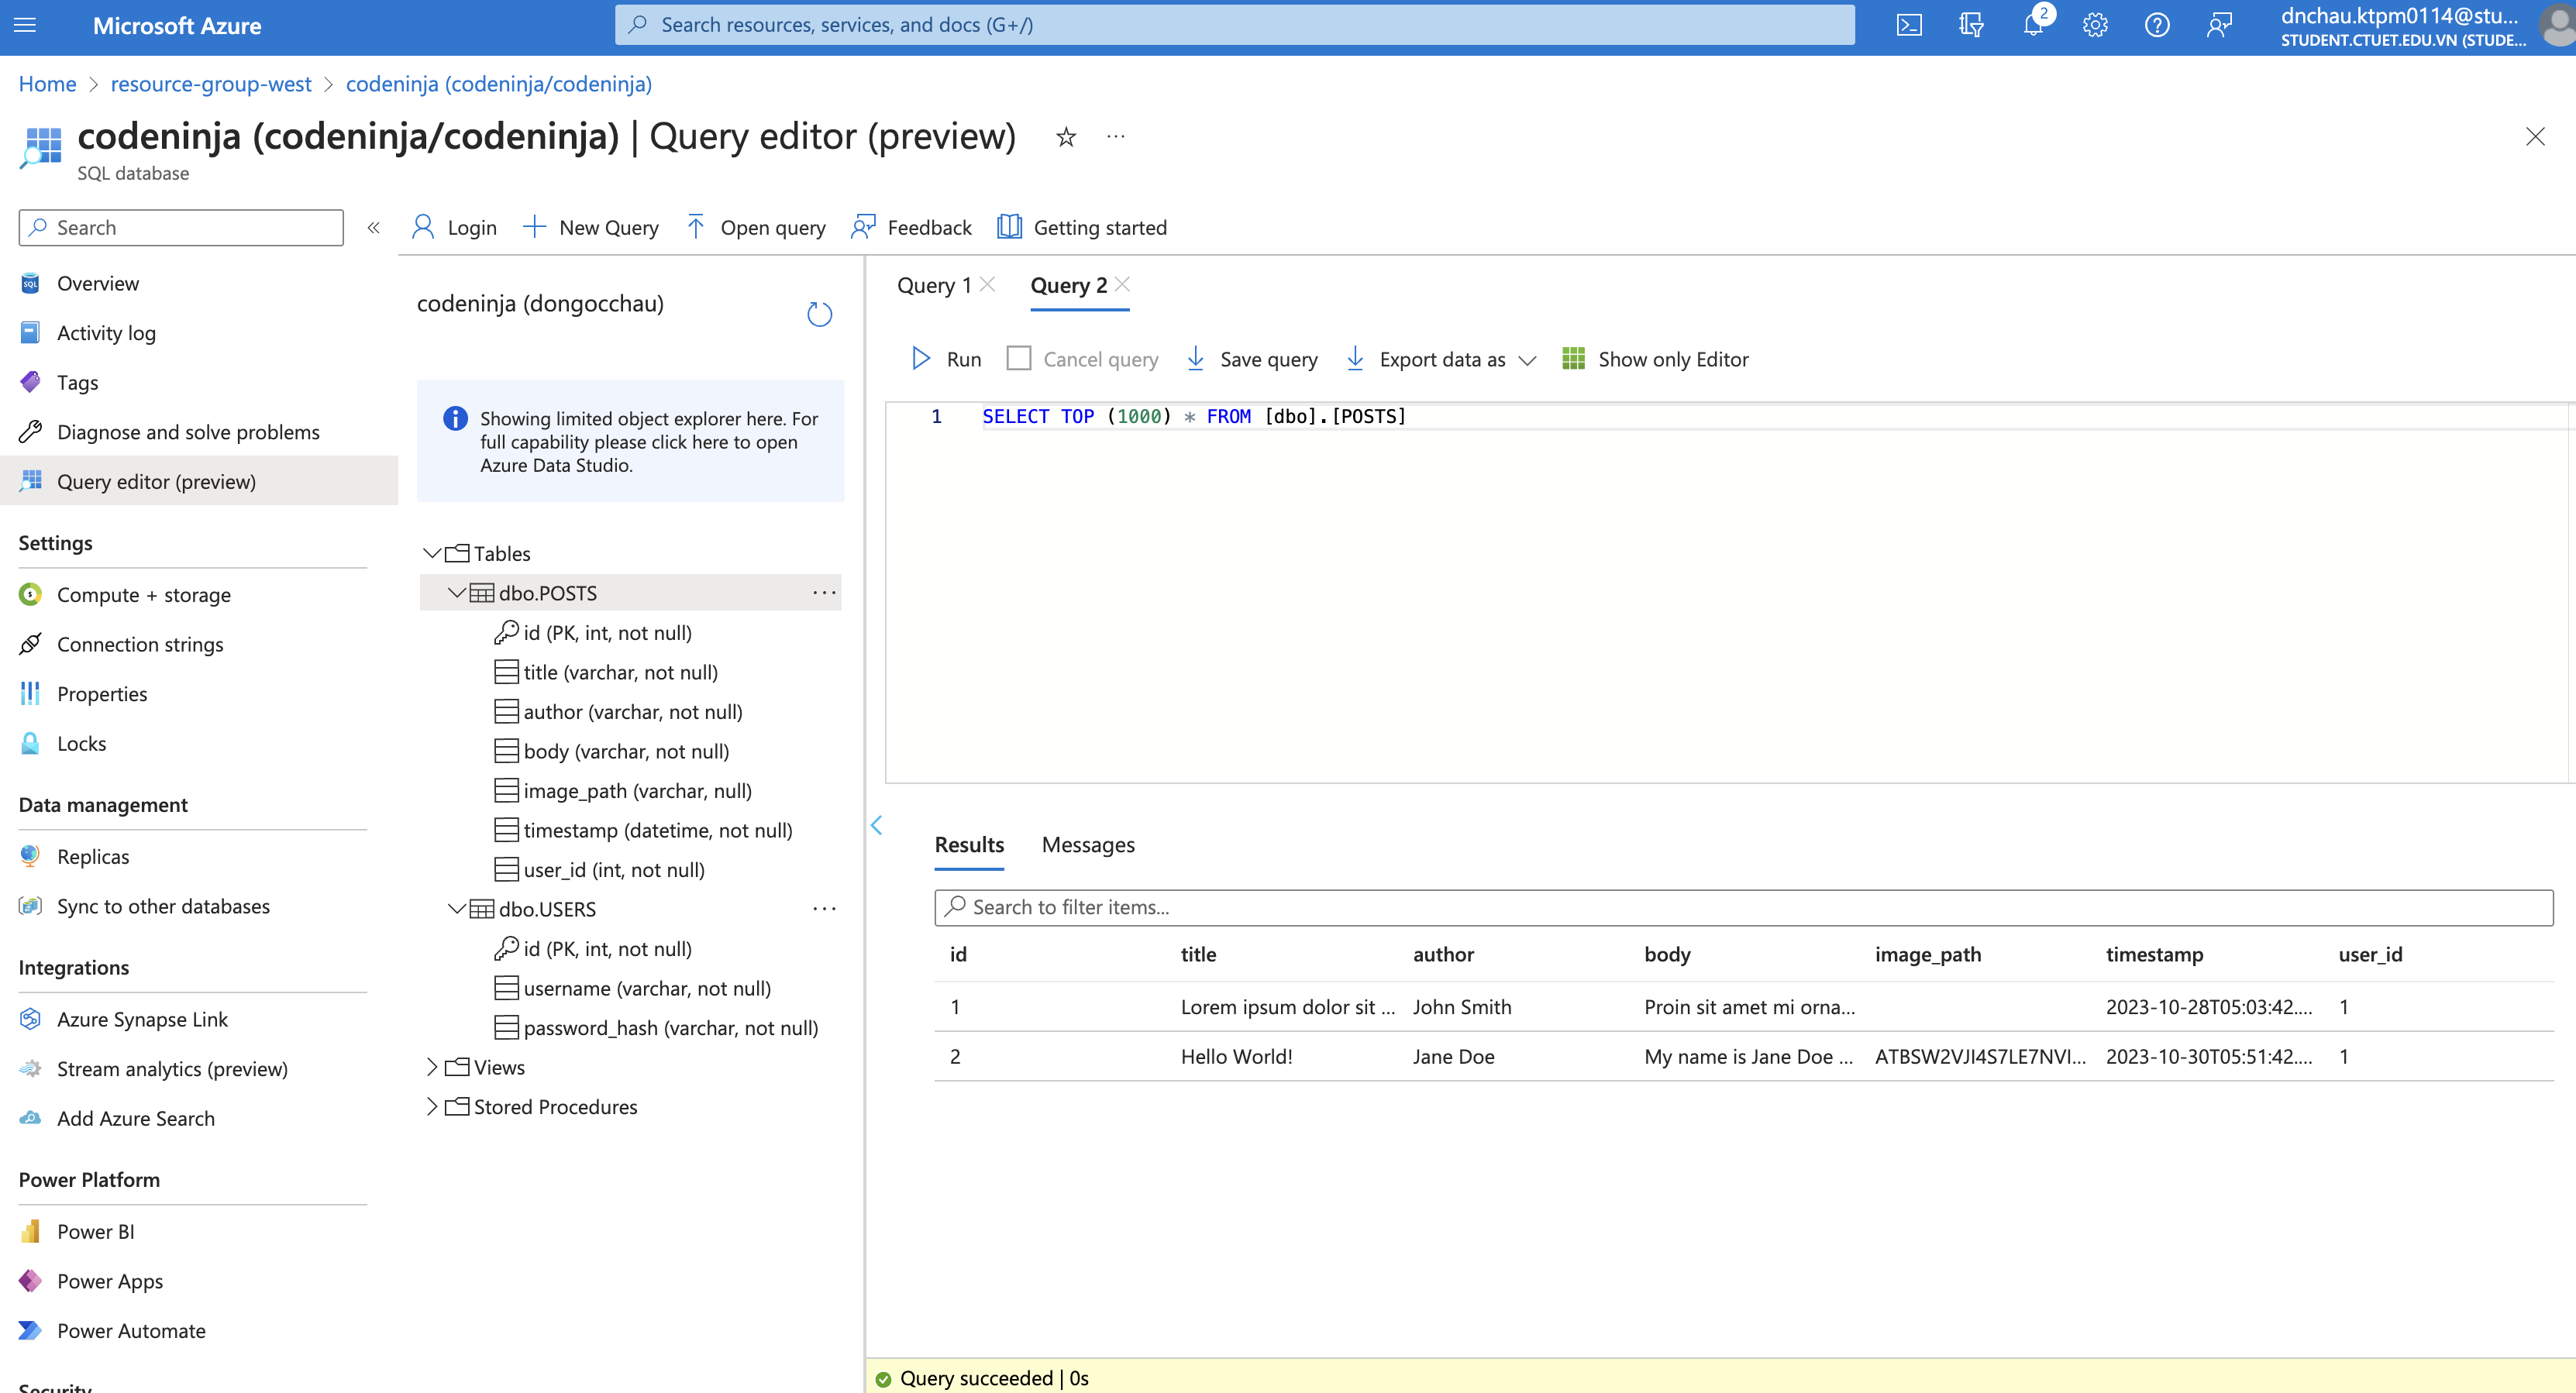 Microsoft Azure
Search resources, services, and docs (G+/)
2
dnchau.ktpm0114@stu...
STUDENT.CTUET.EDU.VN (STUDE...
Home > resource-group-west > codeninja (codeninja/codeninja)
codeninja (codeninja/codeninja) | Query editor (preview)
SQL database
Search
Login
New Query
Open query
Feedback
Getting started
Overview
Activity log
Tags
Diagnose and solve problems
Query editor (preview)
Settings
Compute + storage
Connection strings
Properties
Locks
Data management
Replicas
Sync to other databases
Integrations
Azure Synapse Link
Stream analytics (preview)
Add Azure Search
Power Platform
Power BI
Power Apps
Power Automate
Security
codeninja (dongocchau)
Showing limited object explorer here. For
full capability please click here to open
Azure Data Studio.
Tables
dbo.POSTS
id (PK, int, not null)
title (varchar, not null)
author (varchar, not null)
body (varchar, not null)
image_path (varchar, null)
timestamp (datetime, not null)
user_id (int, not null)
dbo.USERS
id (PK, int, not null)
username (varchar, not null)
password_hash (varchar, not null)
Views
Stored Procedures
Query 1
Query 2
Run
Cancel query
Save query
Export data as
Show only Editor
1 SELECT TOP (1000) * FROM [dbo].[POSTS]
Results Messages
Search to filter items...
id title author body image_path timestamp user_id
1 Lorem ipsum dolor sit ... John Smith Proin sit amet mi orna... 2023-10-28T05:03:42.... 1
2 Hello World! Jane Doe My name is Jane Doe ... ATBSW2VJI4S7LE7NVI... 2023-10-30T05:51:42.... 1
Query succeeded | 0s